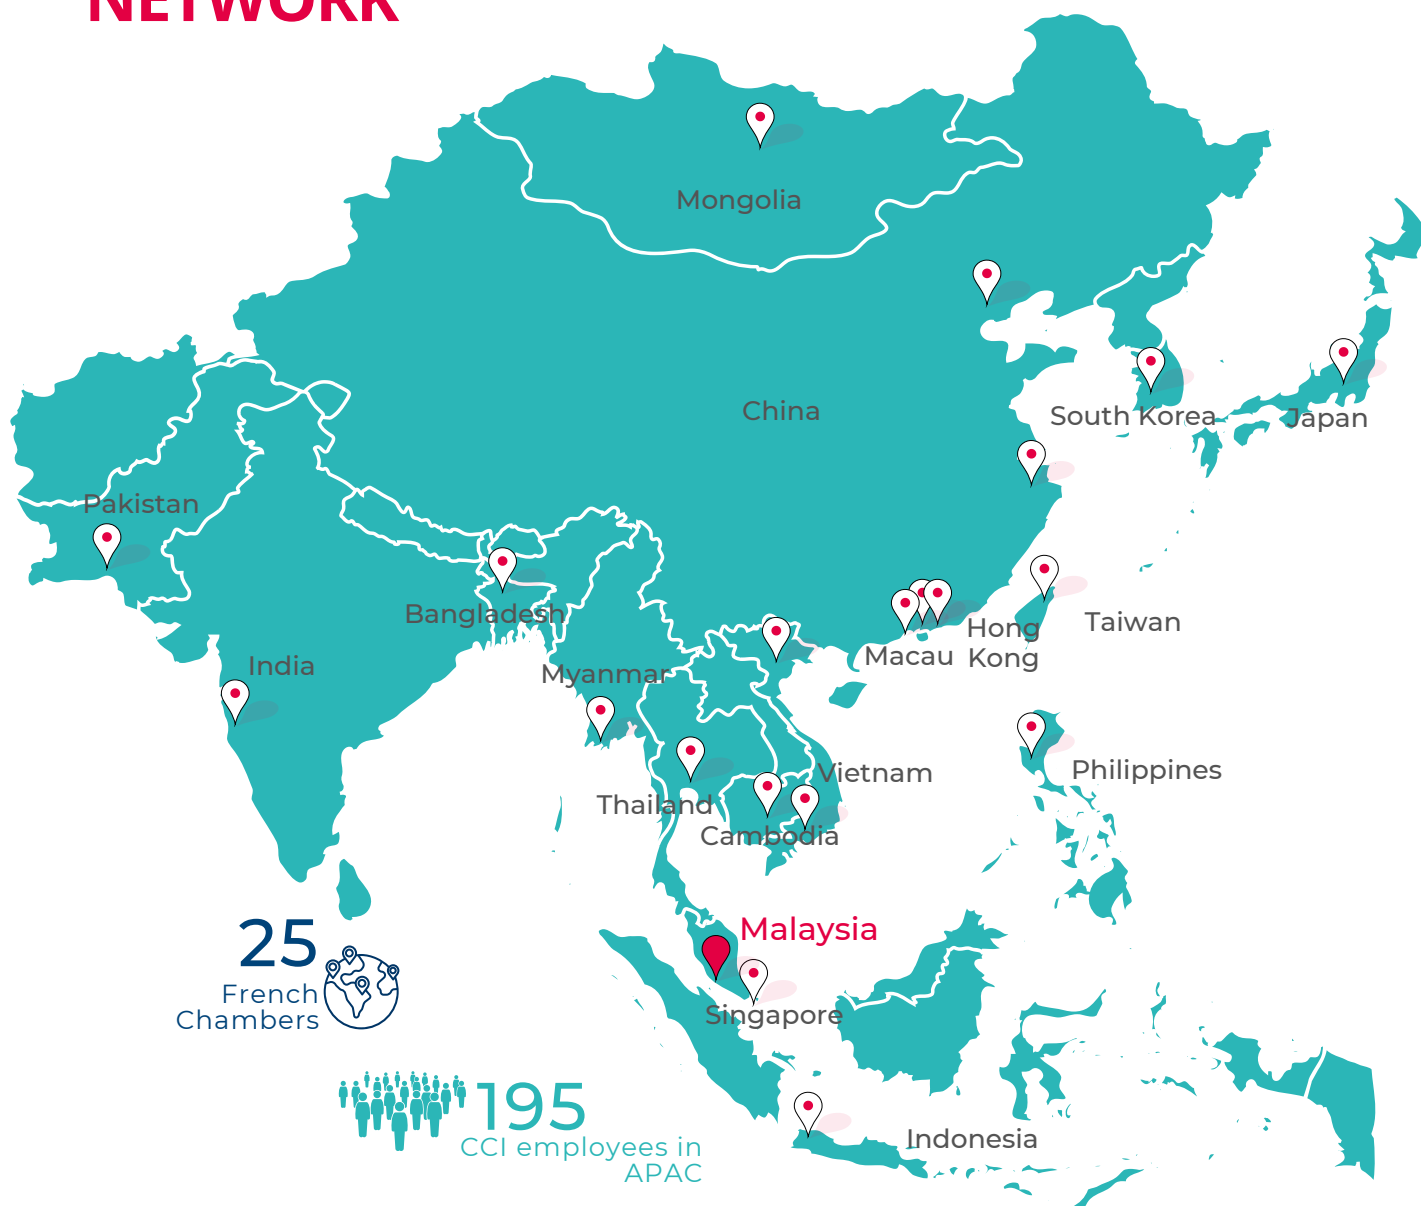 NETWORK
Mongolia
China
South Korea
Japan
Pakistan
Bangladesh
India
Myanmar
Macau
Hong
Kong
Taiwan
Philippines
Vietnam
Thailand
Cambodia
Malaysia
Singapore
Indonesia
25
French
Chambers
195
CCI employees in
APAC